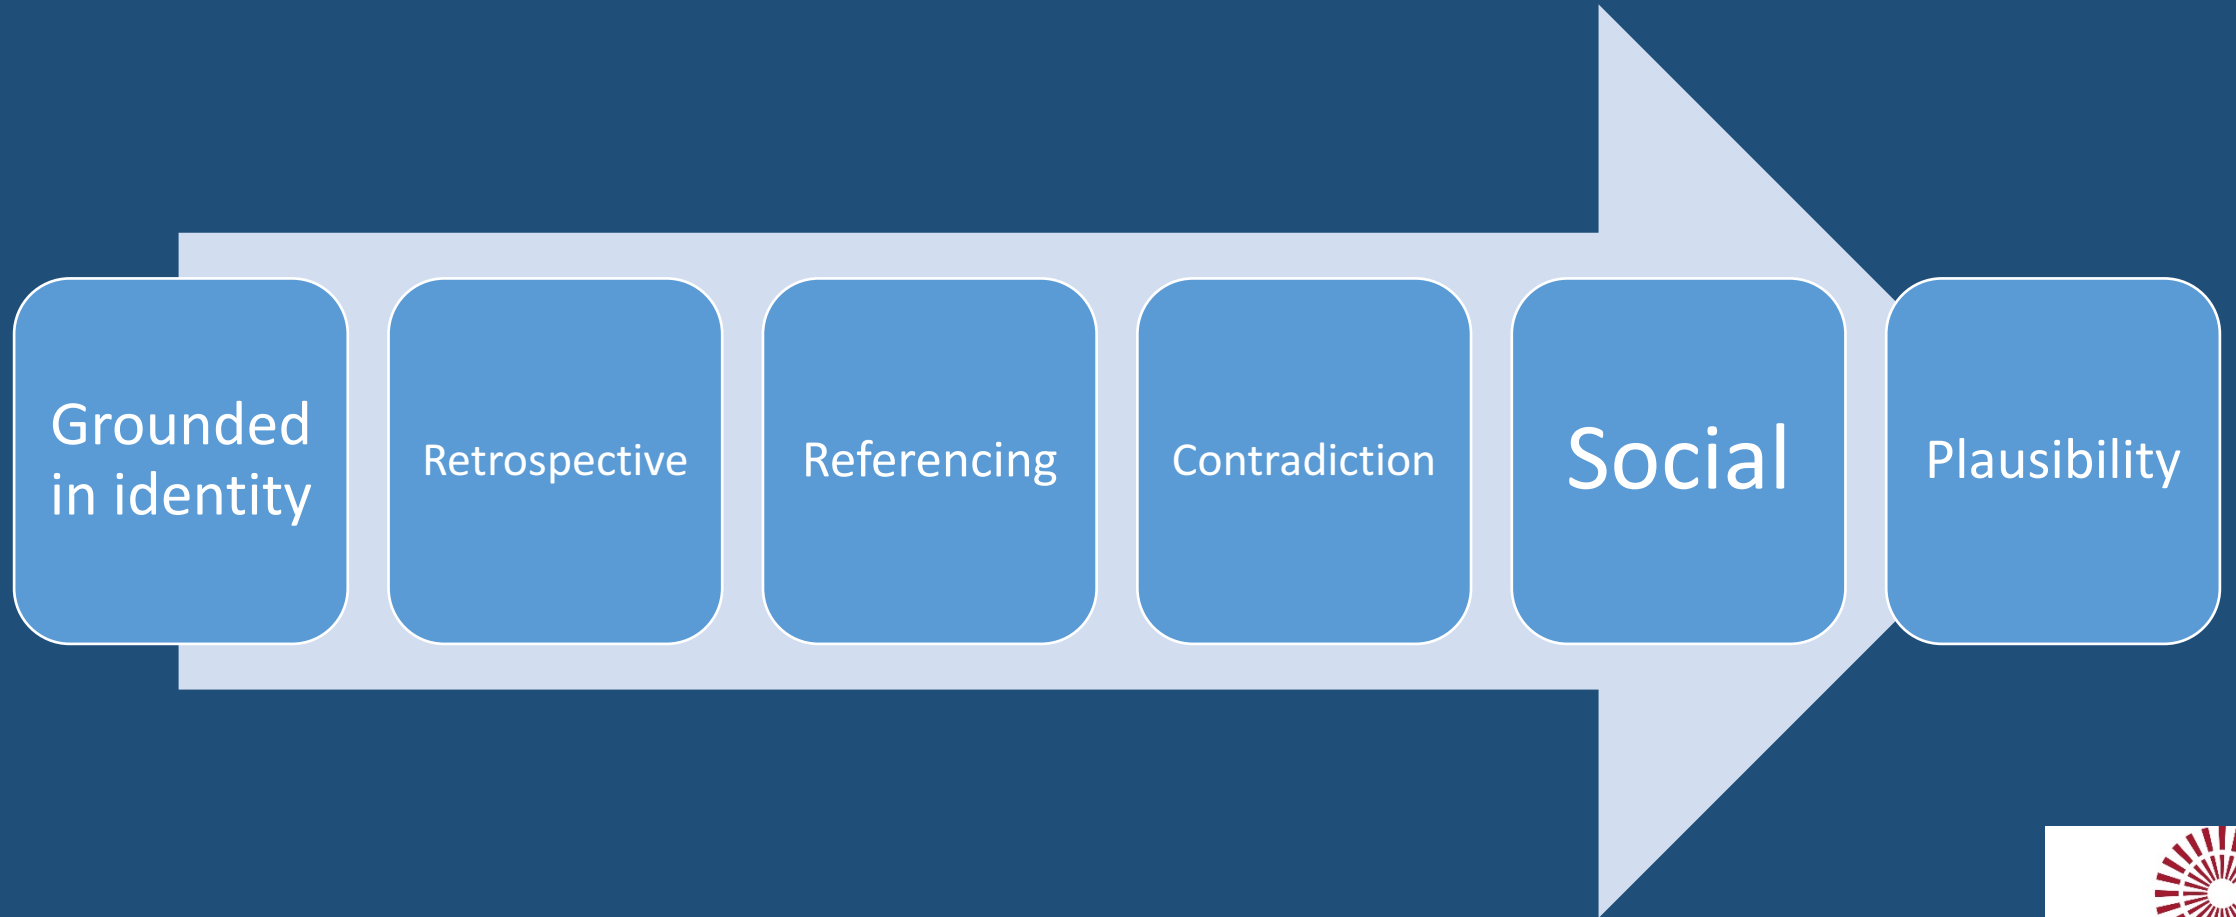 Grounded
in identity
Retrospective
Referencing
Contradiction
Social
Plausibility